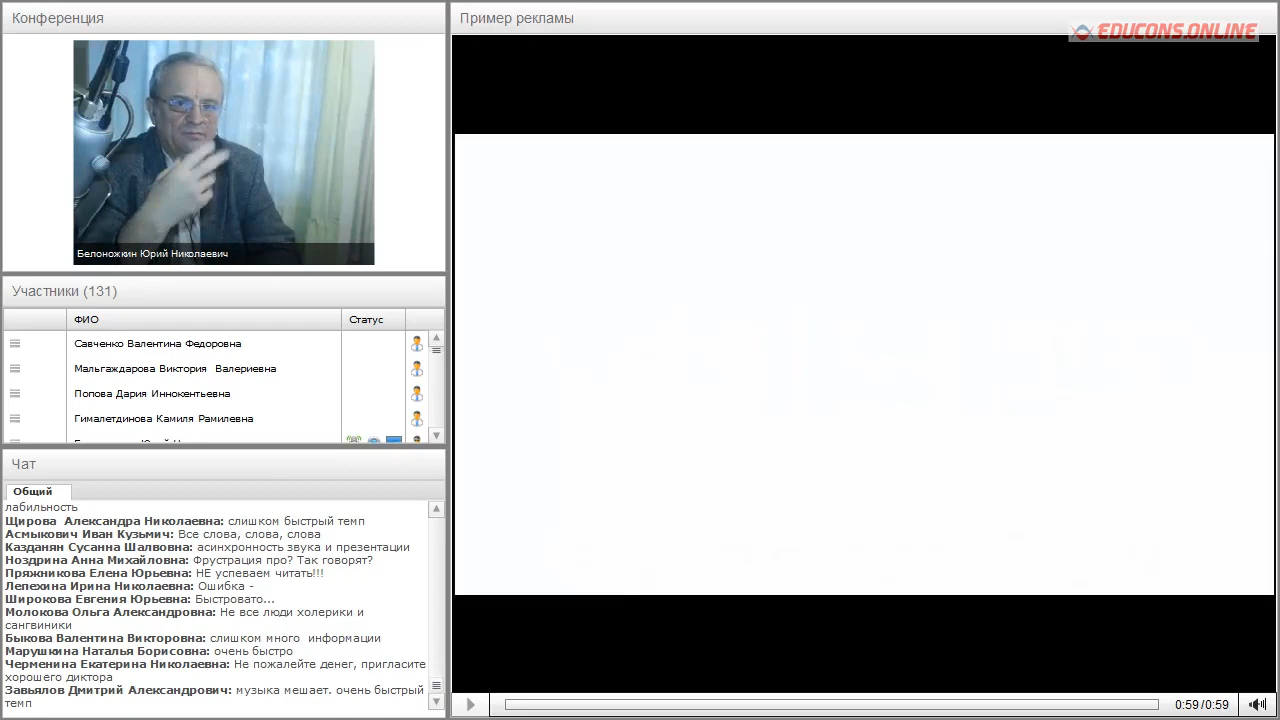 Конференция
Белоножкин Юрий Николаевич
Участники (131)
ФИО Статус
Савченко Валентина Федоровна
Мальгаждарова Виктория Валериевна
Попова Дария Иннокентьевна
Гималетдинова Камиля Рамилевна
Чат
Общий
лабильность
Щирова Александра Николаевна: слишком быстрый темп
Асмыкович Иван Кузьмич: Все слова, слова, слова
Казданян Сусанна Шалвовна: асинхронность звука и презентации
Ноздрина Анна Михайловна: Фрустрация про? Так говорят?
Пряжникова Елена Юрьевна: НЕ успеваем читать!!!
Лепехина Ирина Николаевна: Ошибка -
Широкова Евгения Юрьевна: Быстровато...
Молокова Ольга Александровна: Не все люди холерики и
сангвиники
Быкова Валентина Викторовна: слишком много информации
Марушкина Наталья Борисовна: очень быстро
Черменина Екатерина Николаевна: Не пожалейте денег, пригласите
хорошего диктора
Завьялов Дмитрий Александрович: музыка мешает. очень быстрый
темп
Пример рекламы
EDUCONS.ONLINE
0:59/0:59